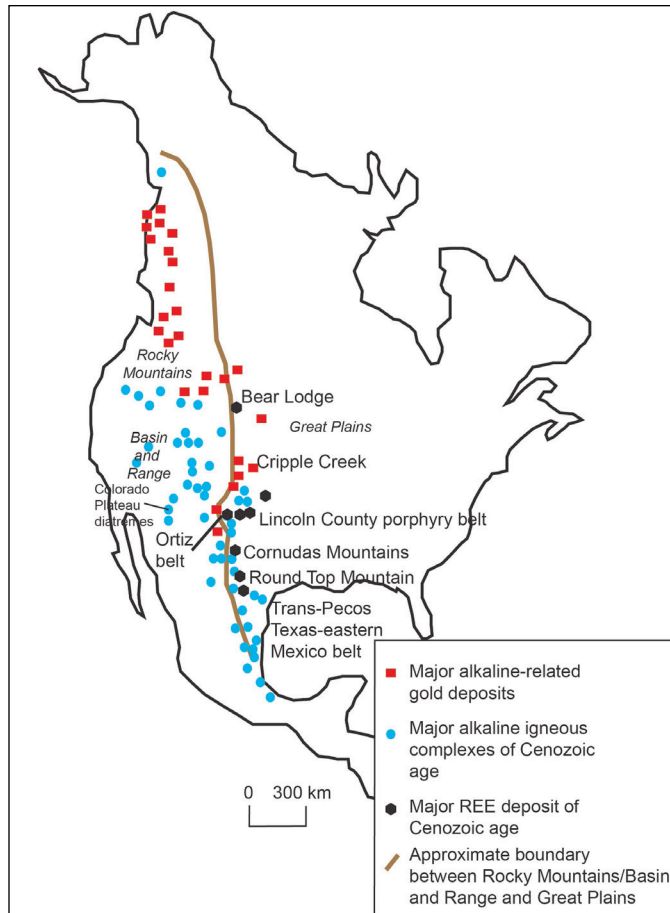 Rocky
Mountains
Bear Lodge
Great Plains
Basin
and
Range
Cripple Creek
Colorado
Plateau
diatremes
Lincoln County porphyry belt
Ortiz
belt
Cornudas Mountains
Round Top Mountain
Trans-Pecos
Texas-eastern
Mexico belt
0 300 km
Major alkaline-related
gold deposits
Major alkaline igneous
complexes of Cenozoic
age
Major REE deposit of
Cenozoic age
Approximate boundary
between Rocky Mountains/Basin
and Range and Great Plains